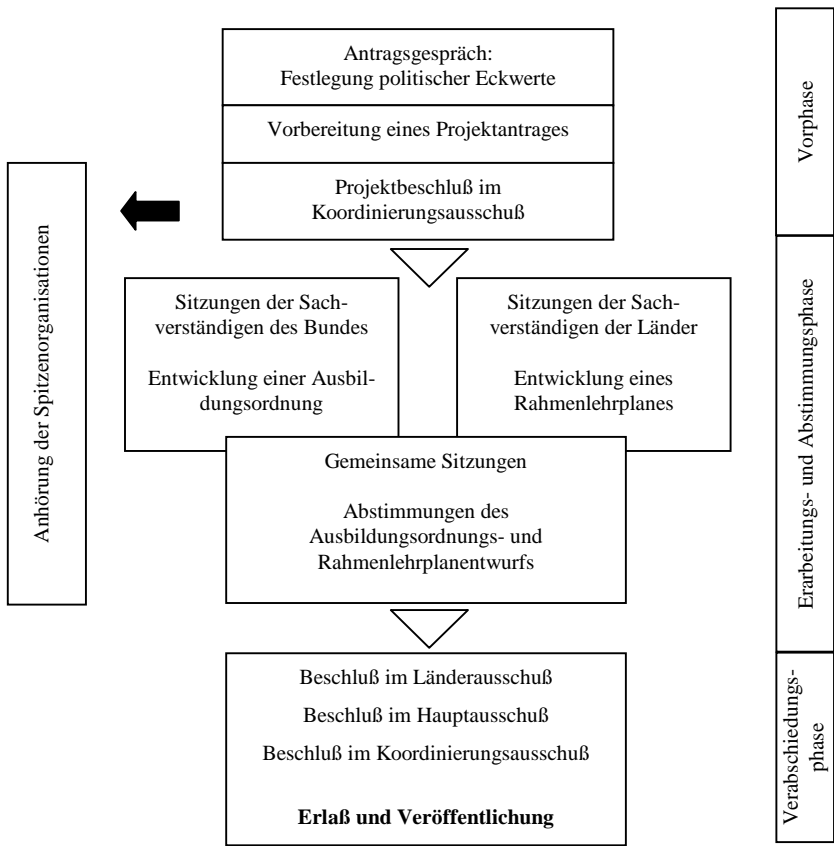 Antragsgespräch:
Festlegung politischer Eckwerte
Vorbereitung eines Projektantrages
Projektbeschluß im
Koordinierungsausschuß
Anhörung der Spitzenorganisationen
Sitzungen der Sach-
verständigen des Bundes
Entwicklung einer Ausbil-
dungsordnung
Sitzungen der Sach-
verständigen der Länder
Entwicklung eines
Rahmenlehrplanes
Gemeinsame Sitzungen
Abstimmungen des
Ausbildungsordnungs- und
Rahmenlehrplanentwurfs
Beschluß im Länderausschuß
Beschluß im Hauptausschuß
Beschluß im Koordinierungsausschuß
Erlaß und Veröffentlichung
Vorphase
Erarbeitungs- und Abstimmungsphase
Verabschiedungs-
phase